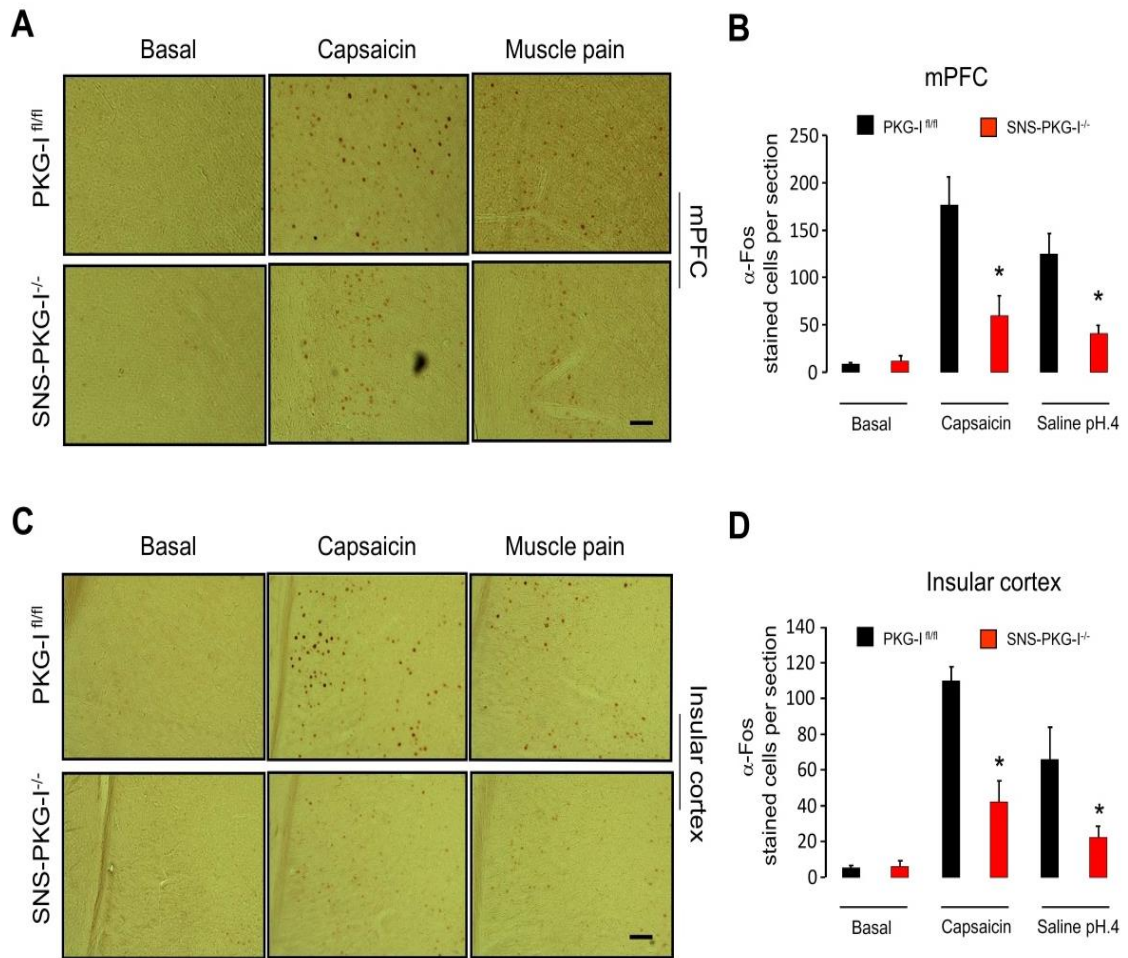 A
Basal Capsaicin Muscle pain
PKG-I fl/fl
SNS-PKG-I-/-
mPFC
B
mPFC
PKG-I fl/fl SNS-PKG-I-/-
α-Fos
stained cells per section
250
200
150
100
50
0
* *
Basal Capsaicin Saline pH.4
C
Basal Capsaicin Muscle pain
PKG-I fl/fl
SNS-PKG-I-/-
Insular cortex
D
Insular cortex
PKG-I fl/fl SNS-PKG-I-/-
α-Fos
stained cells per section
140
120
100
80
60
40
20
0
* *
Basal Capsaicin Saline pH.4